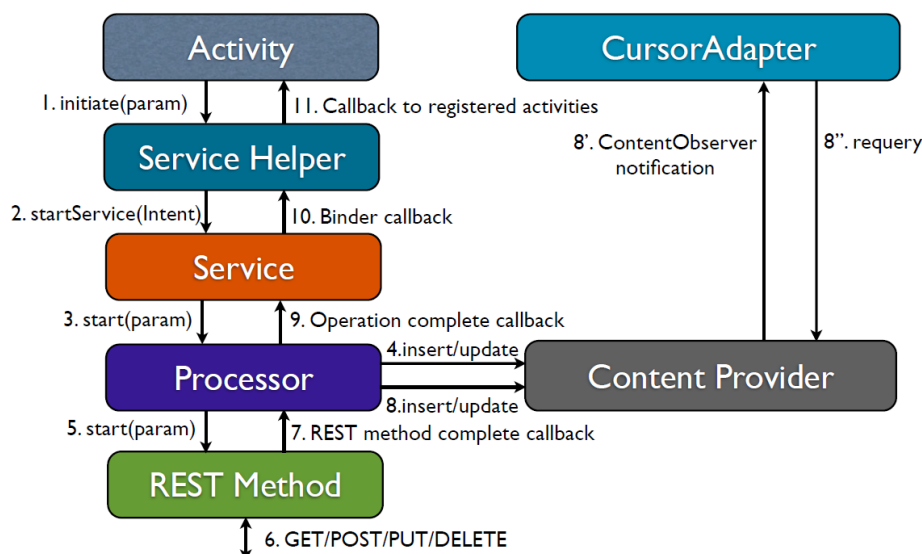 Activity
CursorAdapter
1. initiate(param)
11. Callback to registered activities
Service Helper
8'. ContentObserver
notification
8''. requery
2. startService(Intent)
10. Binder callback
Service
3. start(param)
9. Operation complete callback
4.insert/update
Processor
Content Provider
8.insert/update
5. start(param)
7. REST method complete callback
REST Method
6. GET/POST/PUT/DELETE